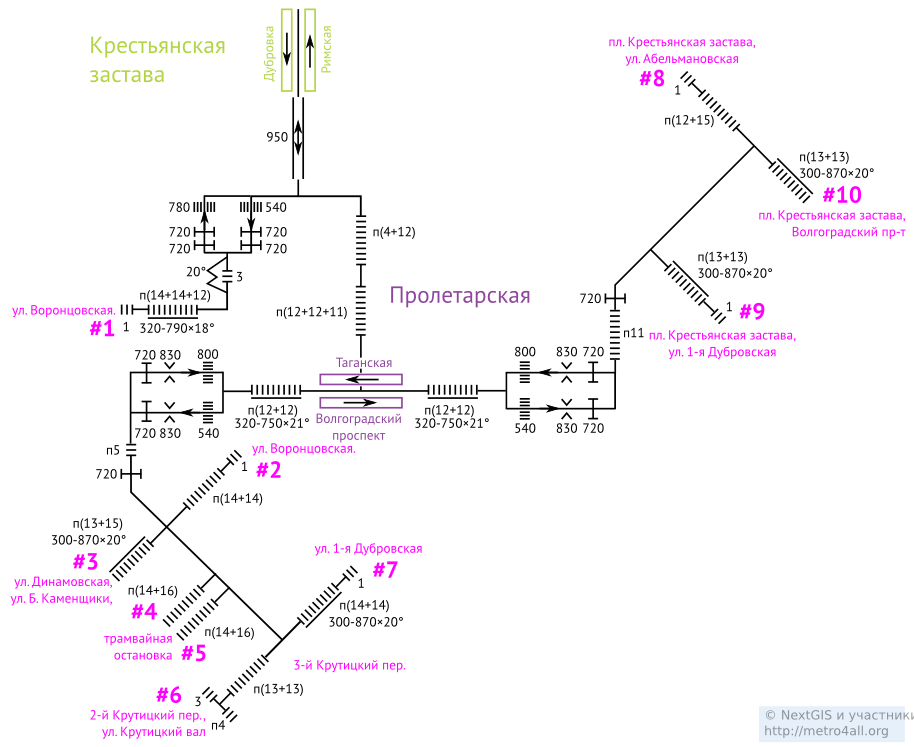 Крестьянская
застава
Дубровка
Римская
950
780
540
720
720
720
720
20°
3
п(14+14+12)
ул. Воронцовская.
#1
1
320-790×18°
п(4+12)
п(12+12+11)
Пролетарская
Таганская
Волгоградский
проспект
720
830
800
720
830
540
п(12+12)
320-750×21°
п(12+12)
320-750×21°
800
830
720
540
830
720
п11
720
пл. Крестьянская застава,
ул. Абельмановская
#8
1
п(12+15)
п(13+13)
300-870×20°
#10
пл. Крестьянская застава,
Волгоградский пр-т
п(13+13)
300-870×20°
1
#9
пл. Крестьянская застава,
ул. 1-я Дубровская
п5
720
ул. Воронцовская.
1
#2
п(14+14)
п(13+15)
300-870×20°
#3
ул. Динамовская,
ул. Б. Каменщики,
п(14+16)
#4
п(14+16)
трамвайная
остановка
#5
ул. 1-я Дубровская
#7
1
п(14+14)
300-870×20°
3-й Крутицкий пер.
п(13+13)
#6
3
п4
2-й Крутицкий пер.,
ул. Крутицкий вал
© NextGIS и участники
http://metro4all.org